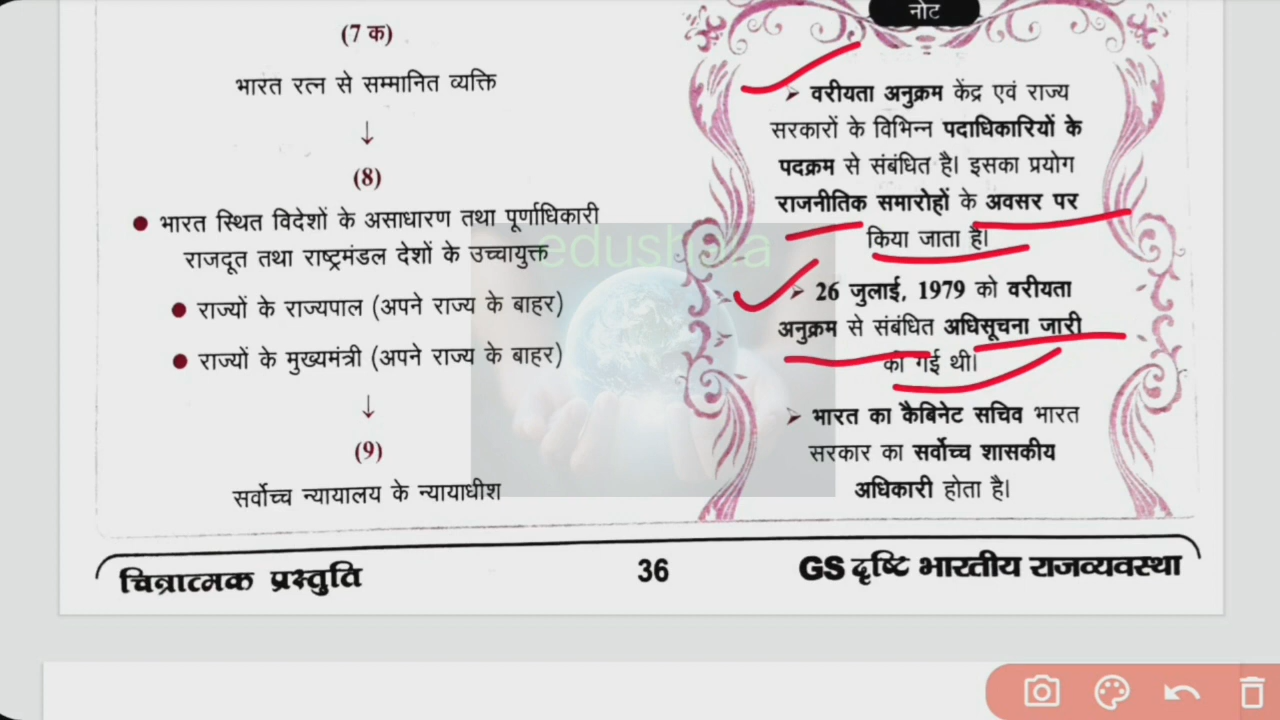 (7 क)
भारत रत्न से सम्मानित व्यक्ति
↓
(8)
● भारत स्थित विदेशों के असाधारण तथा पूर्णाधिकारी
राजदूत तथा राष्ट्रमंडल देशों के उच्चायुक्त
● राज्यों के राज्यपाल (अपने राज्य के बाहर)
● राज्यों के मुख्यमंत्री (अपने राज्य के बाहर)
↓
(9)
सर्वोच्च न्यायालय के न्यायाधीश
नोट
➢ वरीयता अनुक्रम केंद्र एवं राज्य
सरकारों के विभिन्न पदाधिकारियों के
पदक्रम से संबंधित है। इसका प्रयोग
राजनीतिक समारोहों के अवसर पर
किया जाता है।
➢ 26 जुलाई, 1979 को वरीयता
अनुक्रम से संबंधित अधिसूचना जारी
की गई थी।
➢ भारत का कैबिनेट सचिव भारत
सरकार का सर्वोच्च शासकीय
अधिकारी होता है।
चित्रात्मक प्रस्तुति
36
GS दृष्टि भारतीय राजव्यवस्था